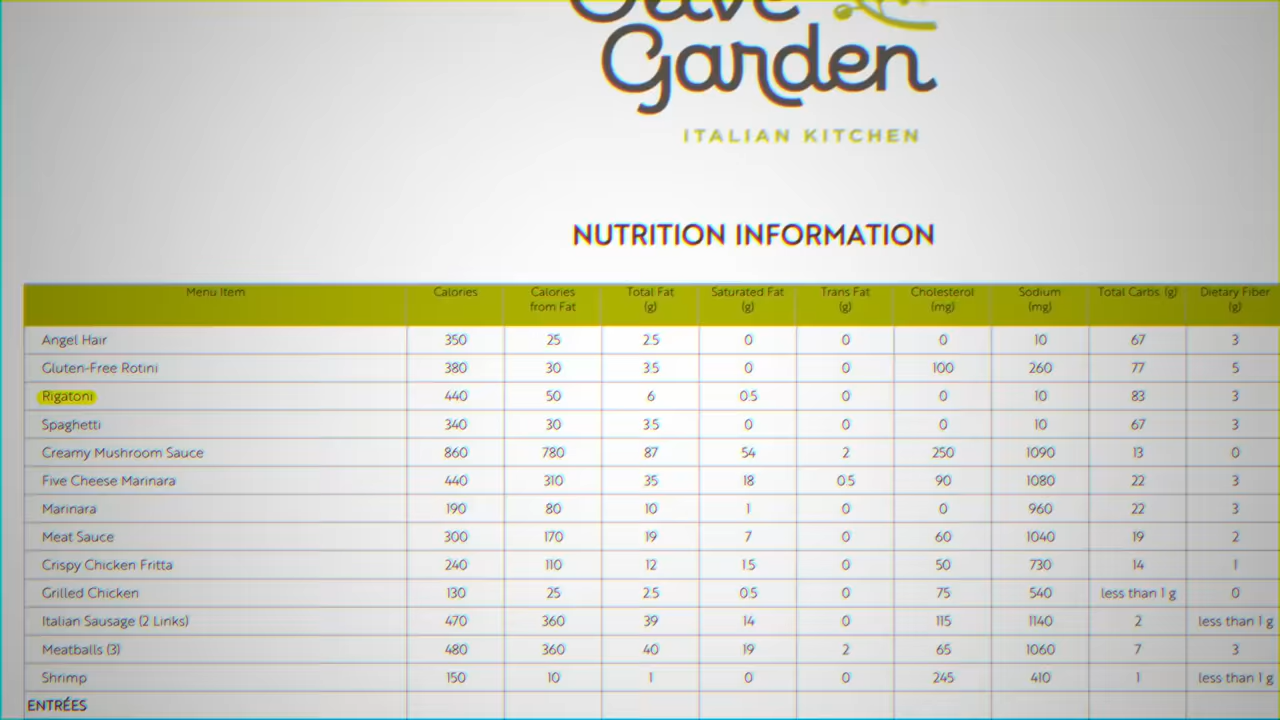 Olive
Garden
ITALIAN KITCHEN
NUTRITION INFORMATION
Menu Item Calories Calories from Fat Total Fat (g) Saturated Fat (g) Trans Fat (g) Cholesterol (mg) Sodium (mg) Total Carbs (g) Dietary Fiber (g)
Angel Hair 350 25 2.5 0 0 0 10 67 3
Gluten-Free Rotini 380 30 3.5 0 0 100 260 77 5
Rigatoni 440 50 6 0.5 0 0 10 83 3
Spaghetti 340 30 3.5 0 0 0 10 67 3
Creamy Mushroom Sauce 860 780 87 54 2 250 1090 13 0
Five Cheese Marinara 440 310 35 18 0.5 90 1080 22 3
Marinara 190 80 10 1 0 0 960 22 3
Meat Sauce 300 170 19 7 0 60 1040 19 2
Crispy Chicken Fritta 240 110 12 1.5 0 50 730 14 1
Grilled Chicken 130 25 2.5 0.5 0 75 540 less than 1 g 0
Italian Sausage (2 Links) 470 360 39 14 0 115 1140 2 less than 1 g
Meatballs (3) 480 360 40 19 2 65 1060 7 3
Shrimp 150 10 1 0 0 245 410 1 less than 1 g
ENTRÉES